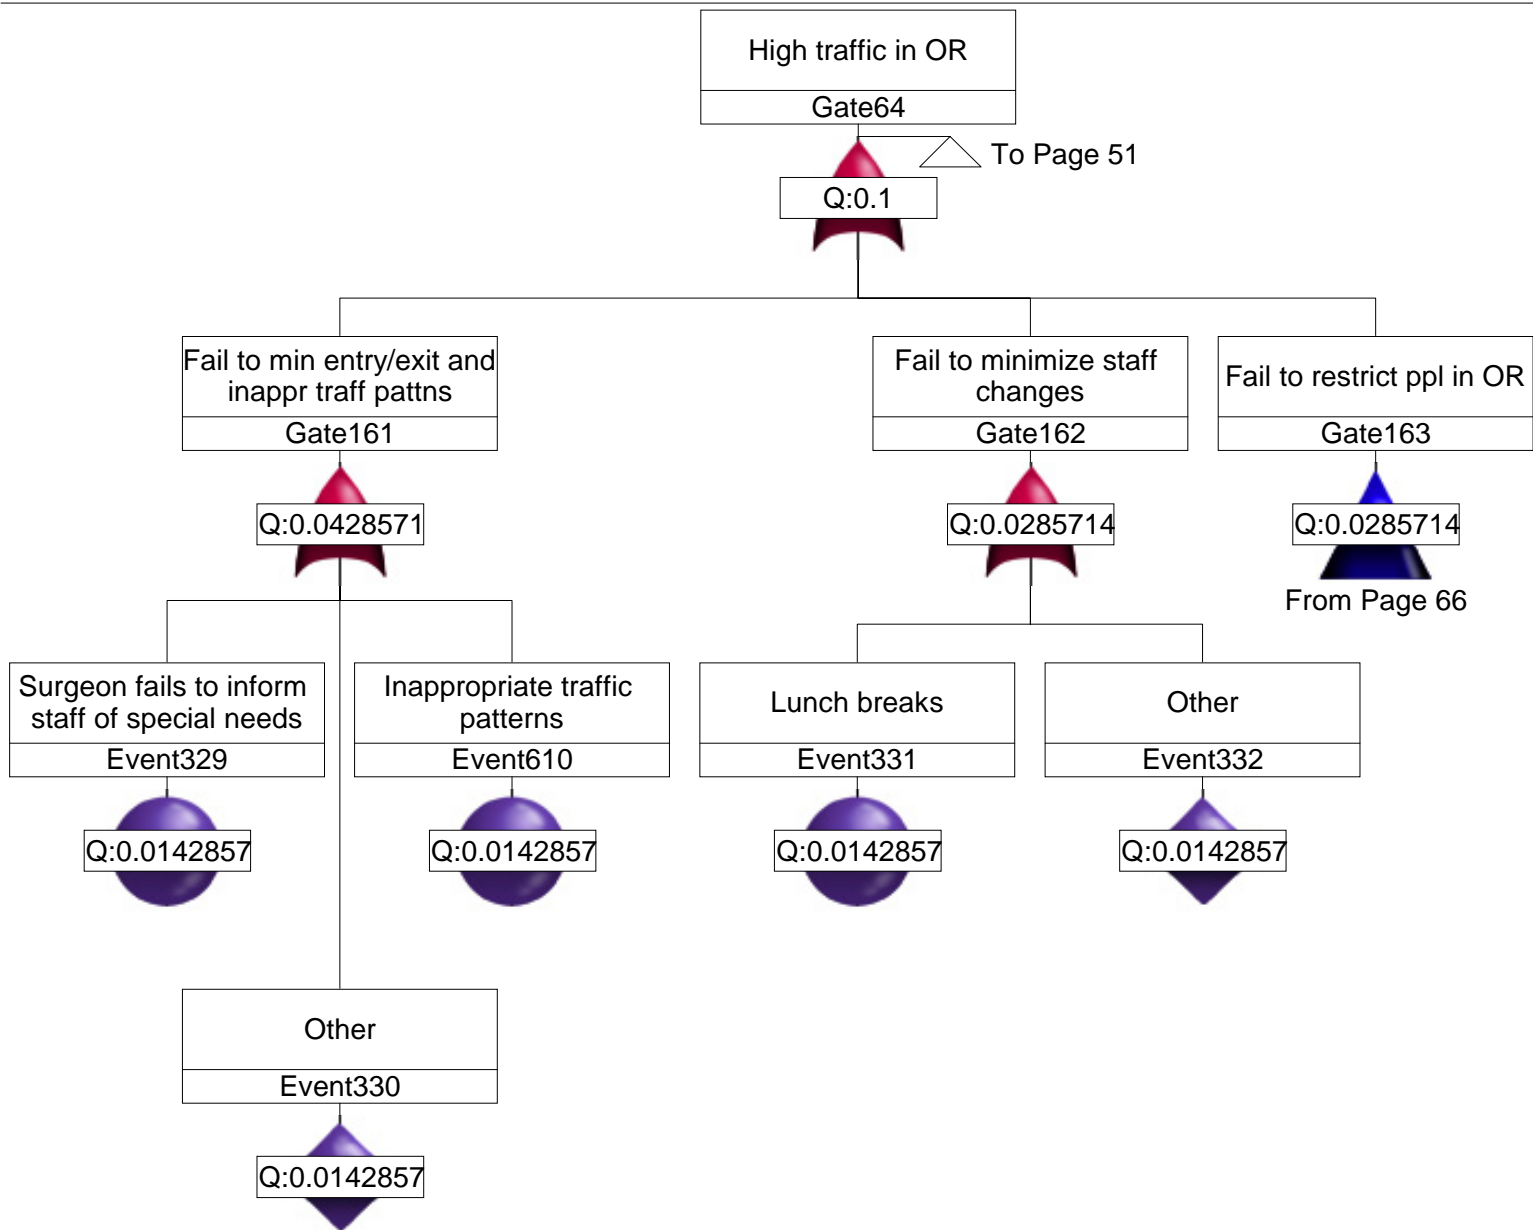 High traffic in OR
Gate64
To Page 51
Q:0.1
Fail to min entry/exit and
inappr traff pattns
Gate161
Q:0.0428571
Fail to minimize staff
changes
Gate162
Q:0.0285714
Fail to restrict ppl in OR
Gate163
Q:0.0285714
From Page 66
Surgeon fails to inform
staff of special needs
Event329
Q:0.0142857
Inappropriate traffic
patterns
Event610
Q:0.0142857
Lunch breaks
Event331
Q:0.0142857
Other
Event332
Q:0.0142857
Other
Event330
Q:0.0142857